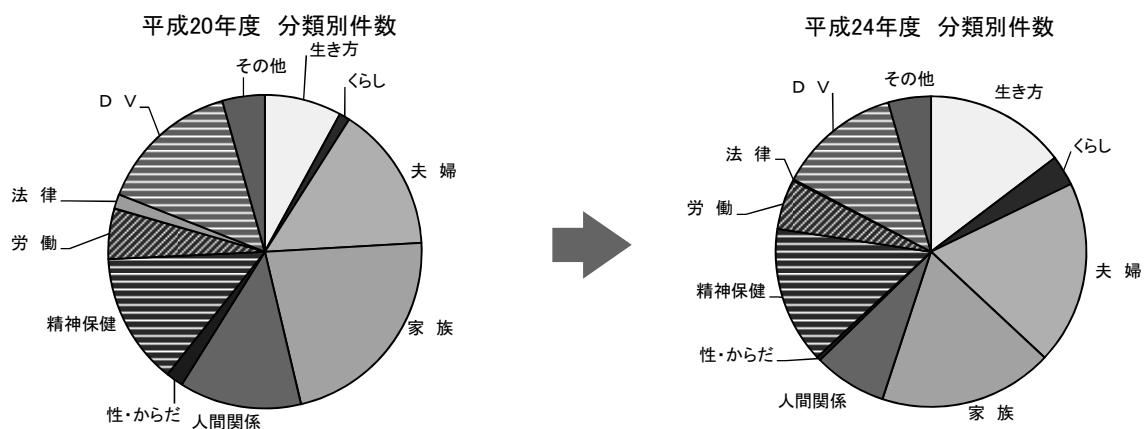 平成20年度 分類別件数
生き方
くらし
夫 婦
家 族
人間関係
性・からだ
精神保健
労 働
法 律
D V
その他
平成24年度 分類別件数
生き方
くらし
夫 婦
家 族
人間関係
性・からだ
精神保健
労 働
法 律
D V
その他